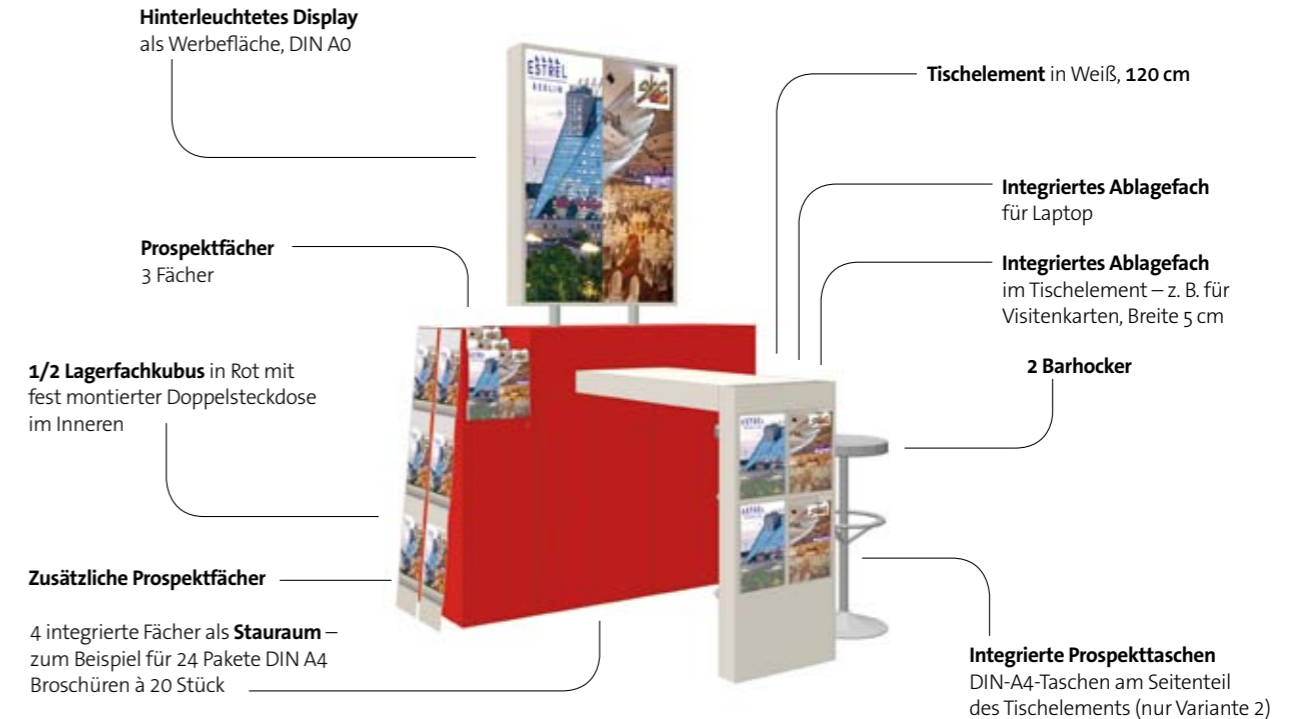 Hinterleuchtetes Display
als Werbefläche, DIN A0
ESTREL
BERLIN
Tischelement in Weiß, 120 cm
Integriertes Ablagefach
für Laptop
Prospektfächer
3 Fächer
Integriertes Ablagefach
im Tischelement – z. B. für
Visitenkarten, Breite 5 cm
1/2 Lagerfachkubus in Rot mit
fest montierter Doppelsteckdose
im Inneren
2 Barhocker
ESTREL
ESTREL
Zusätzliche Prospektfächer
4 integrierte Fächer als Stauraum –
zum Beispiel für 24 Pakete DIN A4
Broschüren à 20 Stück
Integrierte Prospekttaschen
DIN-A4-Taschen am Seitenteil
des Tischelements (nur Variante 2)